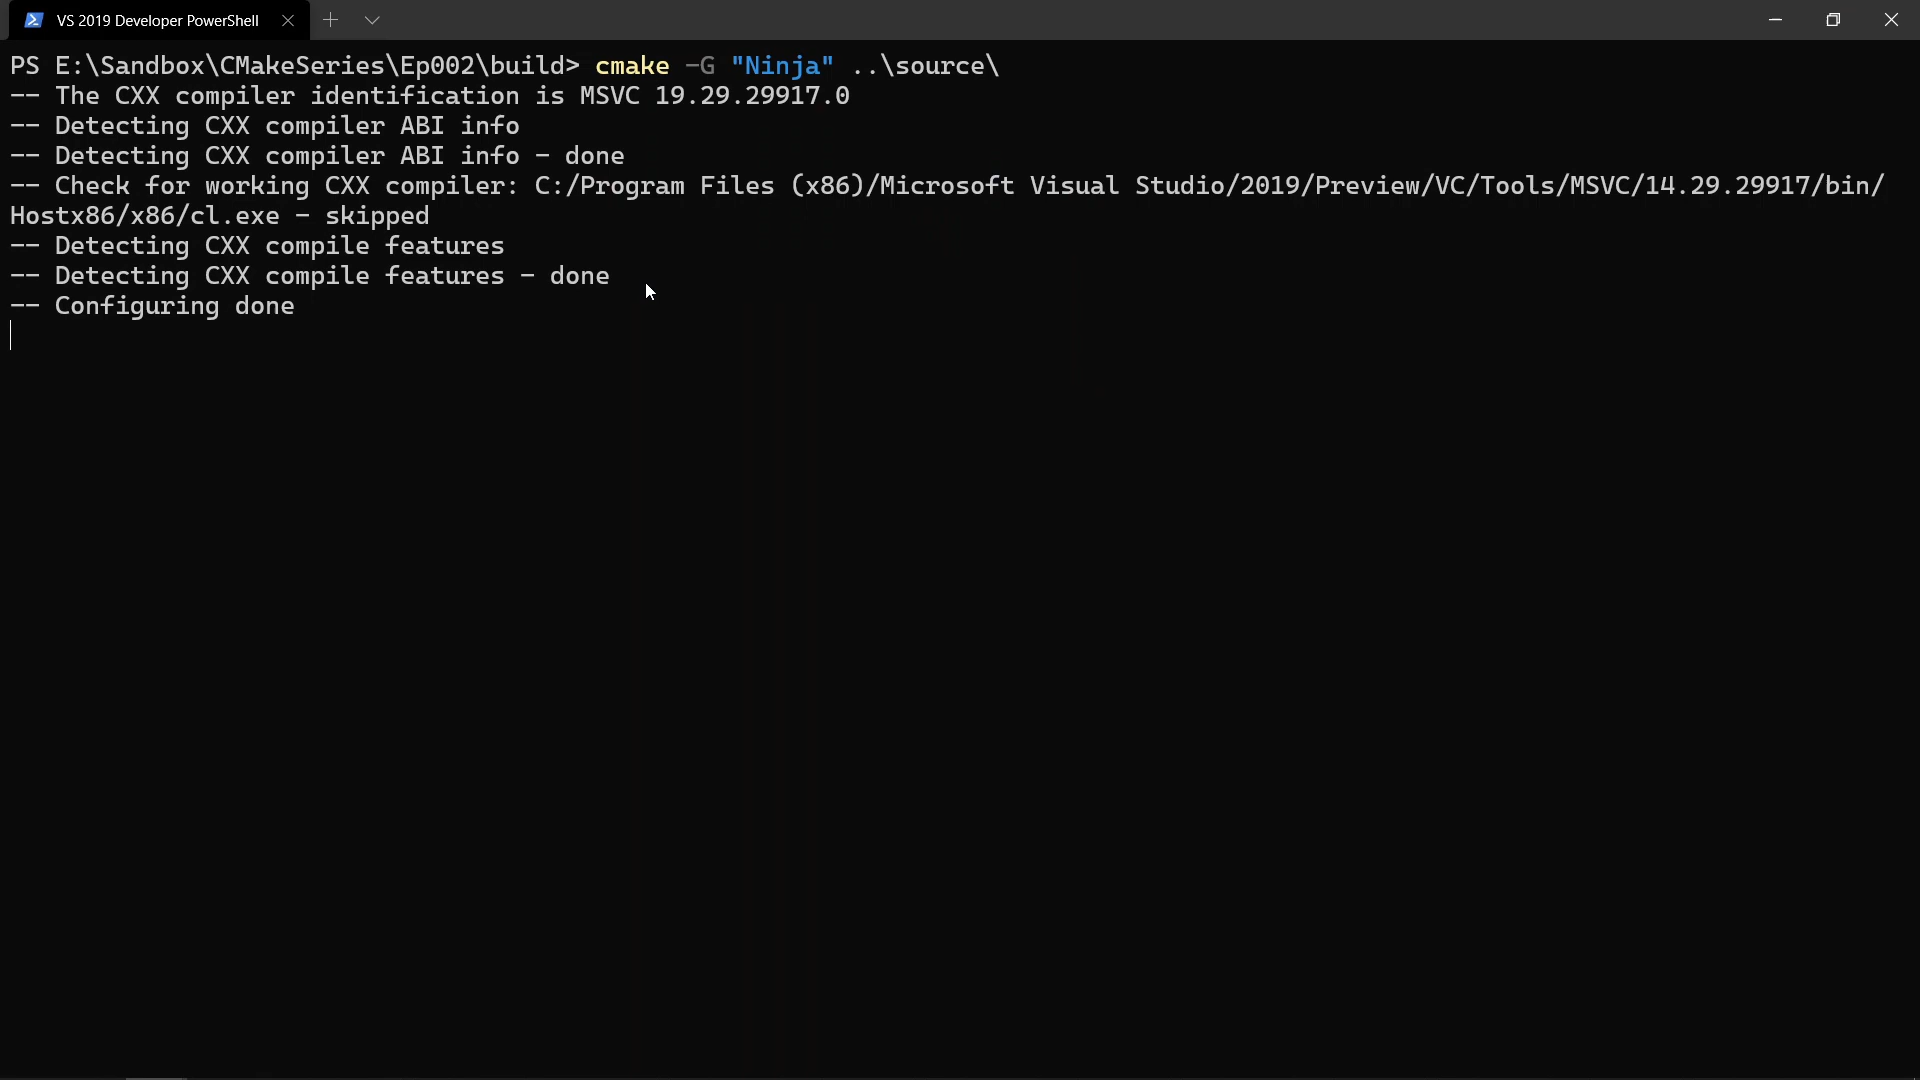 VS 2019 Developer PowerShell
PS E:\Sandbox\CMakeSeries\Ep002\build> cmake -G "Ninja" ..\source\
-- The CXX compiler identification is MSVC 19.29.29917.0
-- Detecting CXX compiler ABI info
-- Detecting CXX compiler ABI info - done
-- Check for working CXX compiler: C:/Program Files (x86)/Microsoft Visual Studio/2019/Preview/VC/Tools/MSVC/14.29.29917/bin/
Hostx86/x86/cl.exe - skipped
-- Detecting CXX compile features
-- Detecting CXX compile features - done
-- Configuring done